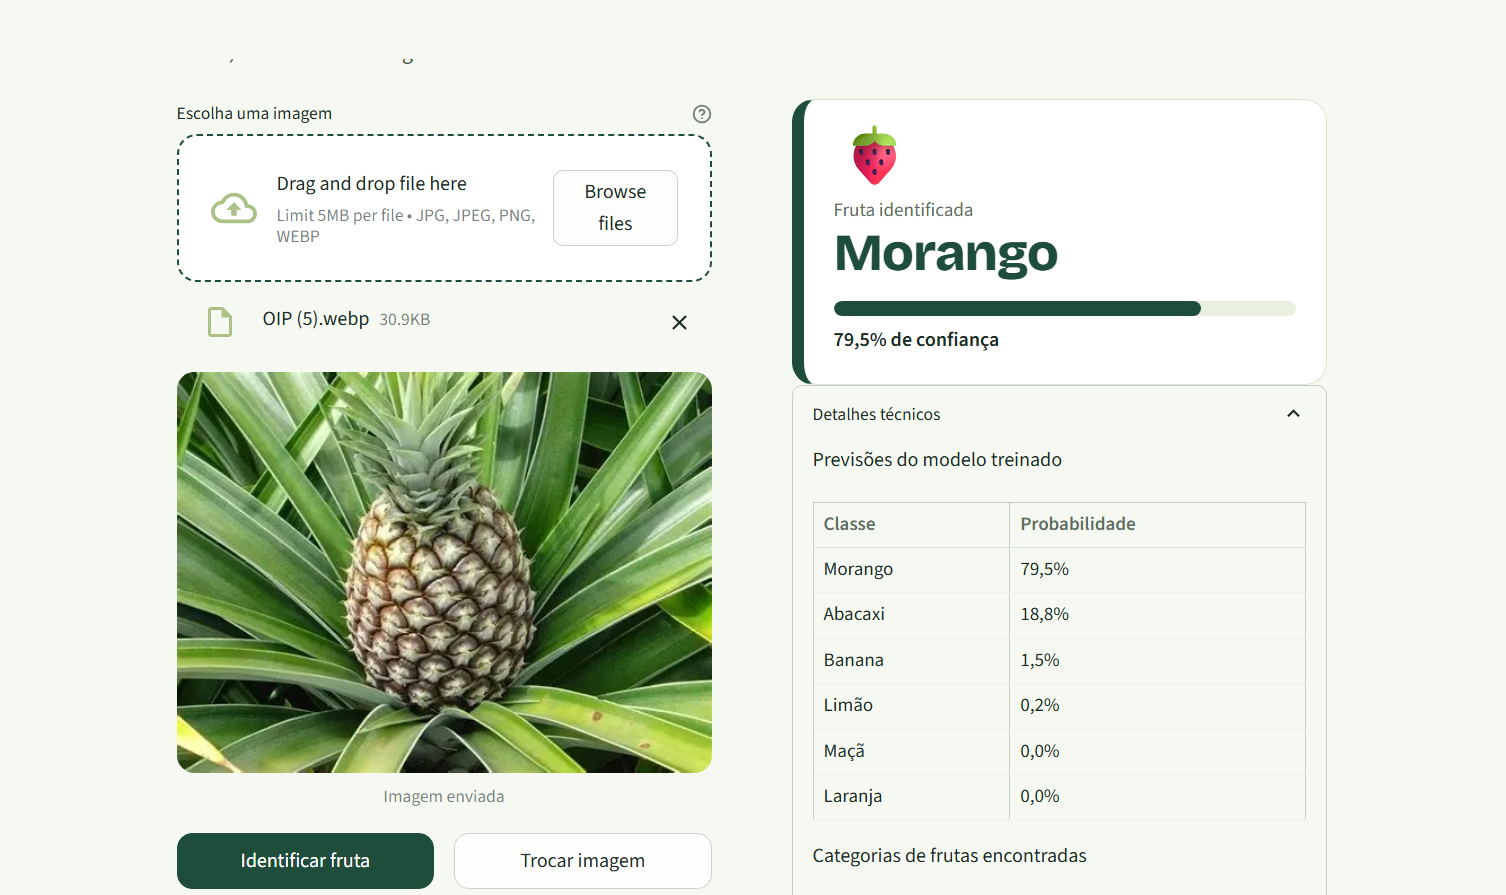 Escolha uma imagem
Drag and drop file here
Limit 5MB per file • JPG, JPEG, PNG,
WEBP
Browse
files
OIP (5).webp 30.9KB
Imagem enviada
Identificar fruta
Trocar imagem
Fruta identificada
Morango
79,5% de confiança
Detalhes técnicos
Previsões do modelo treinado
Classe Probabilidade
Morango 79,5%
Abacaxi 18,8%
Banana 1,5%
Limão 0,2%
Maçã 0,0%
Laranja 0,0%
Categorias de frutas encontradas